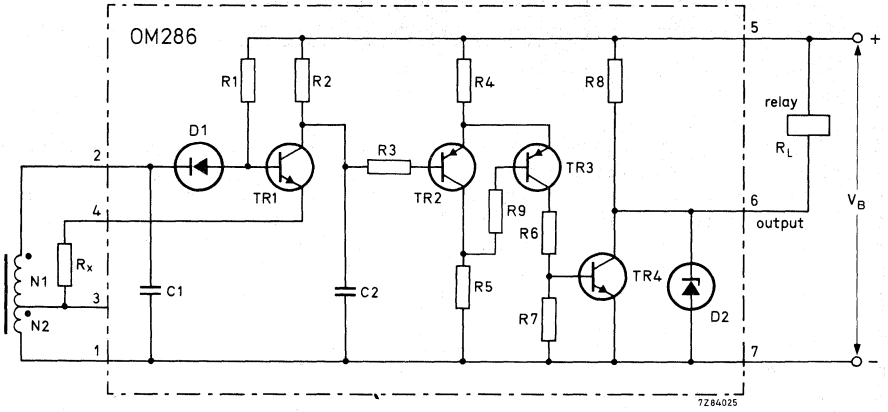 OM286
5
+
R1
R2
R4
R8
relay
R_L
D1
R3
2
TR1
TR2
TR3
4
R9
R6
6
output
V_B
R_x
N1
N2
C1
C2
R5
TR4
D2
3
R7
1
7
-
7Z84025